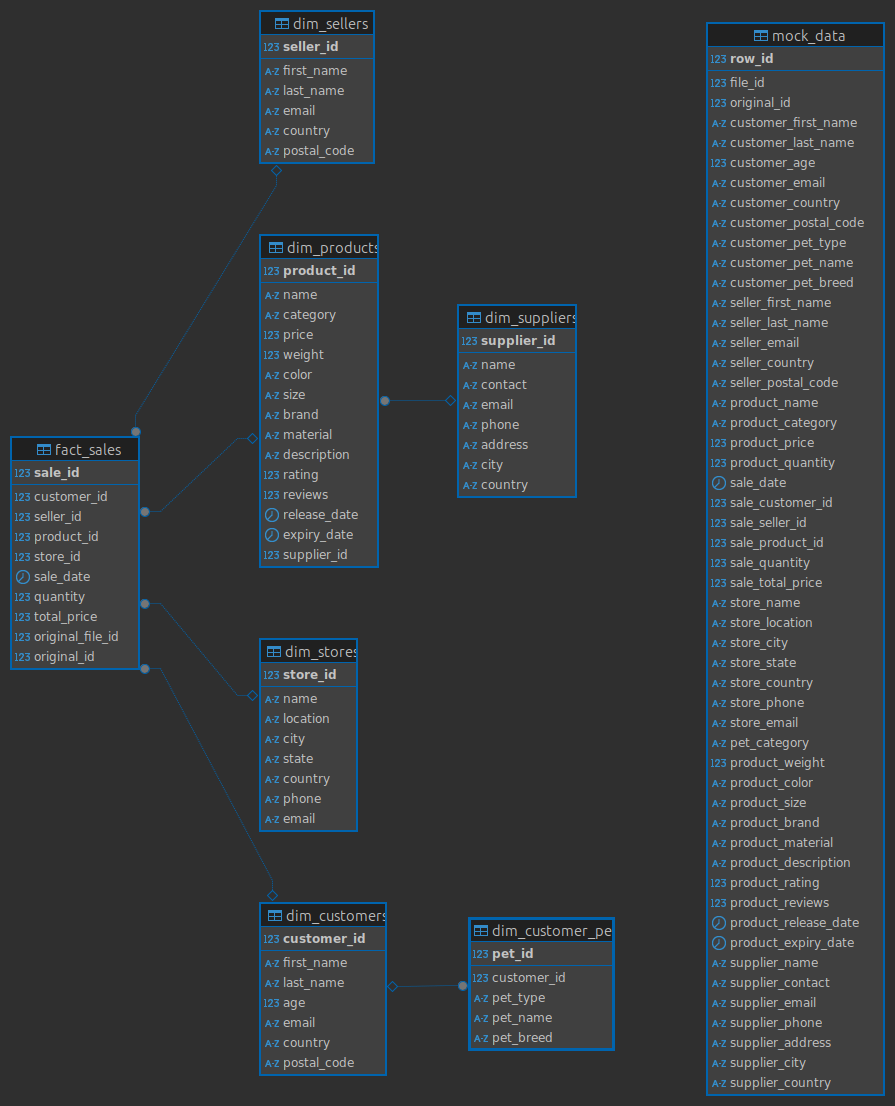 dim_sellers
123 seller_id
A-Z first_name
A-Z last_name
A-Z email
A-Z country
A-Z postal_code
dim_products
123 product_id
A-Z name
A-Z category
123 price
123 weight
A-Z color
A-Z size
A-Z brand
A-Z material
A-Z description
123 rating
123 reviews
release_date
expiry_date
123 supplier_id
dim_suppliers
123 supplier_id
A-Z name
A-Z contact
A-Z email
A-Z phone
A-Z address
A-Z city
A-Z country
fact_sales
123 sale_id
123 customer_id
123 seller_id
123 product_id
123 store_id
sale_date
123 quantity
123 total_price
123 original_file_id
123 original_id
dim_stores
123 store_id
A-Z name
A-Z location
A-Z city
A-Z state
A-Z country
A-Z phone
A-Z email
dim_customers
123 customer_id
A-Z first_name
A-Z last_name
123 age
A-Z email
A-Z country
A-Z postal_code
dim_customer_pe
123 pet_id
123 customer_id
A-Z pet_type
A-Z pet_name
A-Z pet_breed
mock_data
123 row_id
123 file_id
123 original_id
A-Z customer_first_name
A-Z customer_last_name
123 customer_age
A-Z customer_email
A-Z customer_country
A-Z customer_postal_code
A-Z customer_pet_type
A-Z customer_pet_name
A-Z customer_pet_breed
A-Z seller_first_name
A-Z seller_last_name
A-Z seller_email
A-Z seller_country
A-Z seller_postal_code
A-Z product_name
A-Z product_category
123 product_price
123 product_quantity
sale_date
123 sale_customer_id
123 sale_seller_id
123 sale_product_id
123 sale_quantity
123 sale_total_price
A-Z store_name
A-Z store_location
A-Z store_city
A-Z store_state
A-Z store_country
A-Z store_phone
A-Z store_email
A-Z pet_category
123 product_weight
A-Z product_color
A-Z product_size
A-Z product_brand
A-Z product_material
A-Z product_description
123 product_rating
123 product_reviews
product_release_date
product_expiry_date
A-Z supplier_name
A-Z supplier_contact
A-Z supplier_email
A-Z supplier_phone
A-Z supplier_address
A-Z supplier_city
A-Z supplier_country